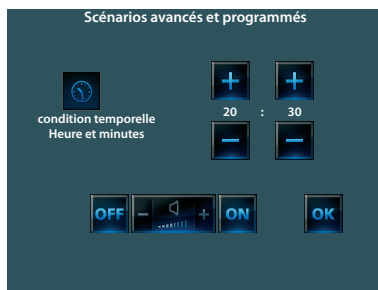 Scénarios avancés et programmés
+ +
condition temporelle
Heure et minutes
20 : 30
- -
OFF - + ON OK